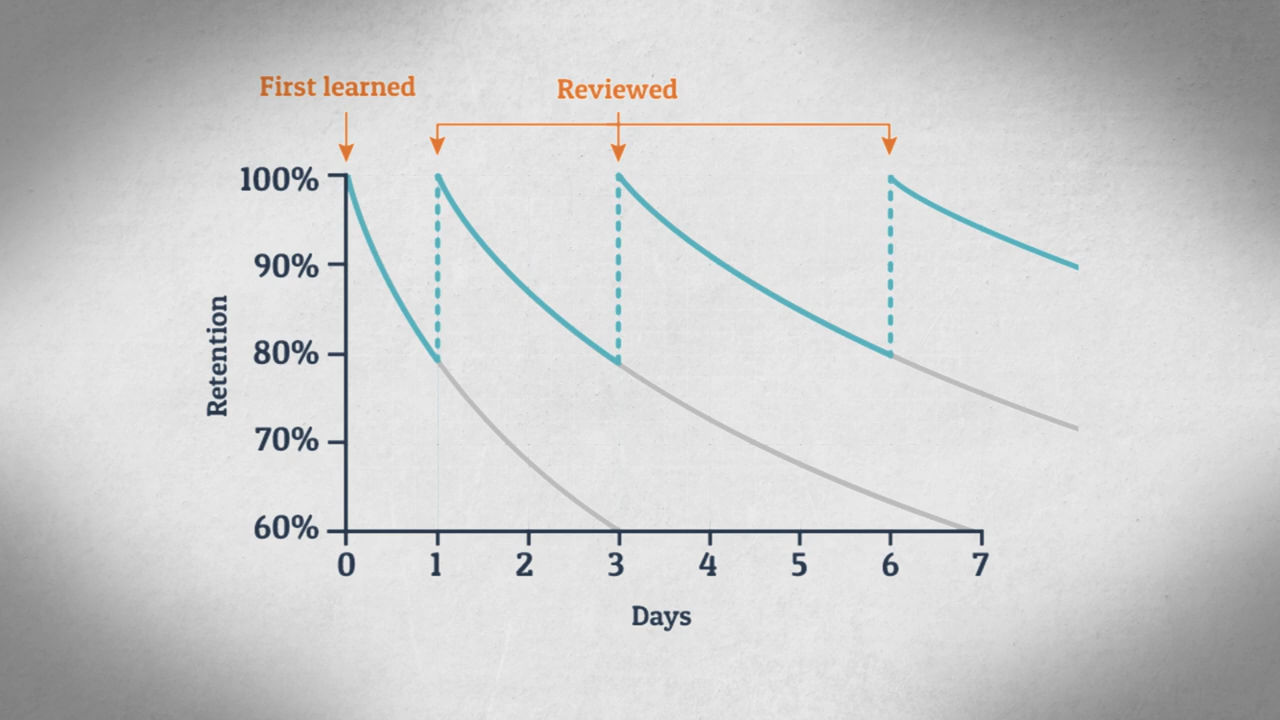 First learned
Reviewed
100%
90%
80%
70%
60%
Retention
0 1 2 3 4 5 6 7
Days